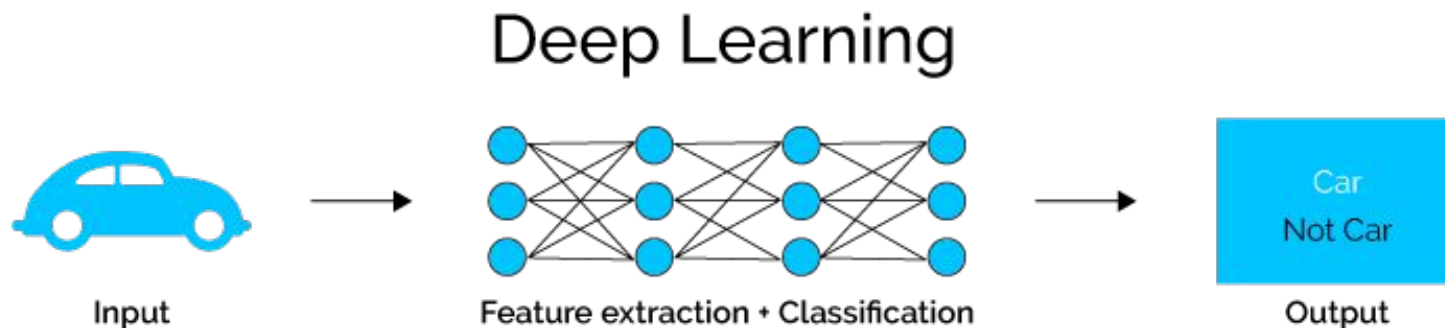 Deep Learning
Car
Not Car
Input
Feature extraction + Classification
Output